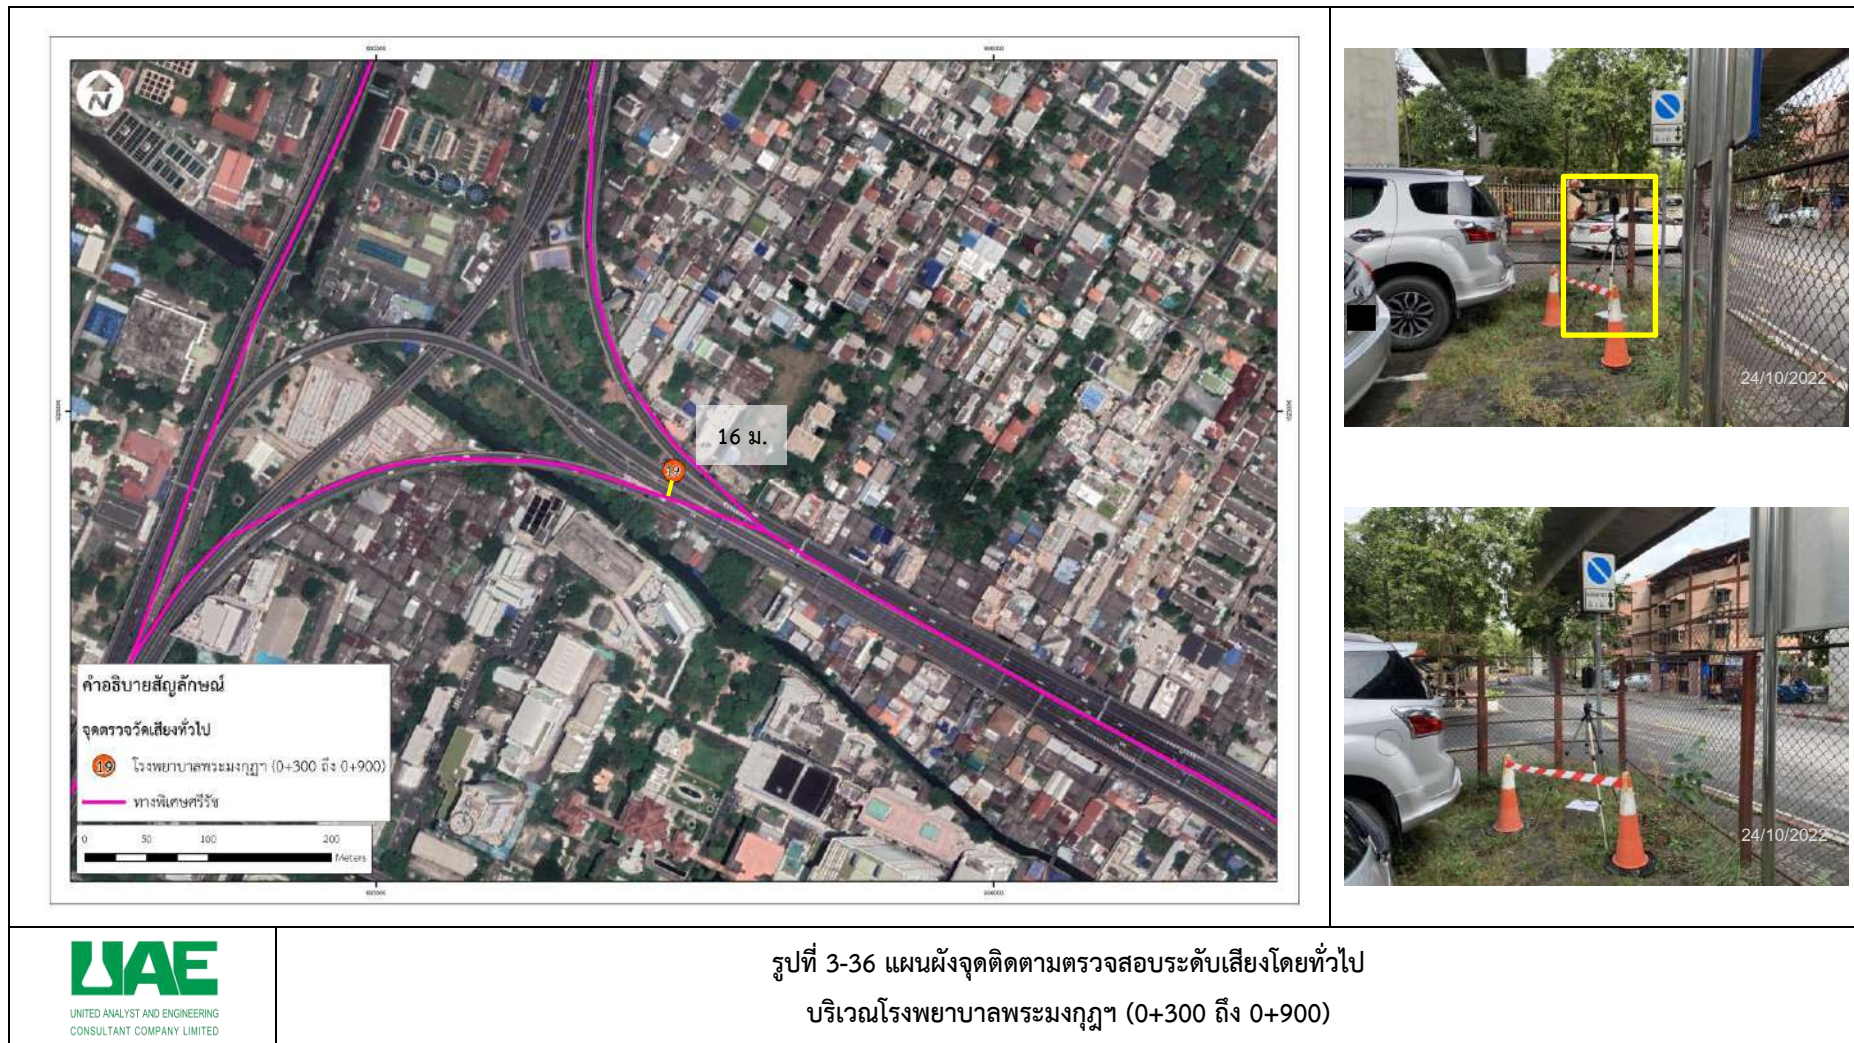 N
16 ม.
19
คำอธิบายสัญลักษณ์
จุดตรวจวัดเสียงทั่วไป
19 โรงพยาบาลพระมงกุฎฯ (0+300 ถึง 0+900)
ทางพิเศษศรีรัช
0 50 100 200
Meters
24/10/2022
24/10/2022
UAE
UNITED ANALYST AND ENGINEERING
CONSULTANT COMPANY LIMITED
รูปที่ 3-36 แผนผังจุดติดตามตรวจสอบระดับเสียงโดยทั่วไป
บริเวณโรงพยาบาลพระมงกุฎฯ (0+300 ถึง 0+900)